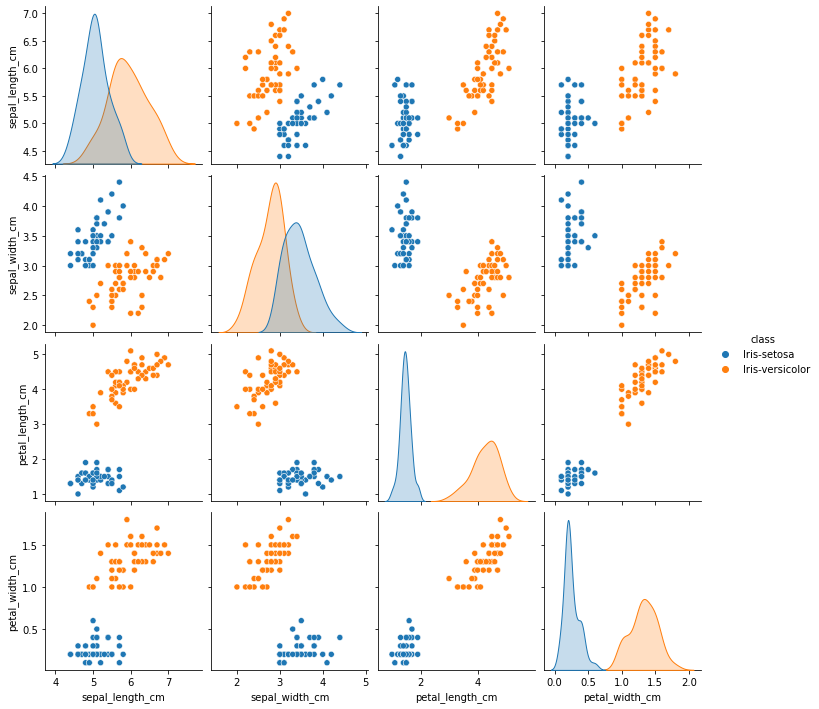 sepal_length_cm
7.0
6.5
6.0
5.5
5.0
4.5
sepal_width_cm
4.5
4.0
3.5
3.0
2.5
2.0
class
Iris-setosa
Iris-versicolor
petal_length_cm
5
4
3
2
1
petal_width_cm
1.5
1.0
0.5
4 5 6 7
2 3 4 5
2 4
0.0 0.5 1.0 1.5 2.0
sepal_length_cm sepal_width_cm petal_length_cm petal_width_cm